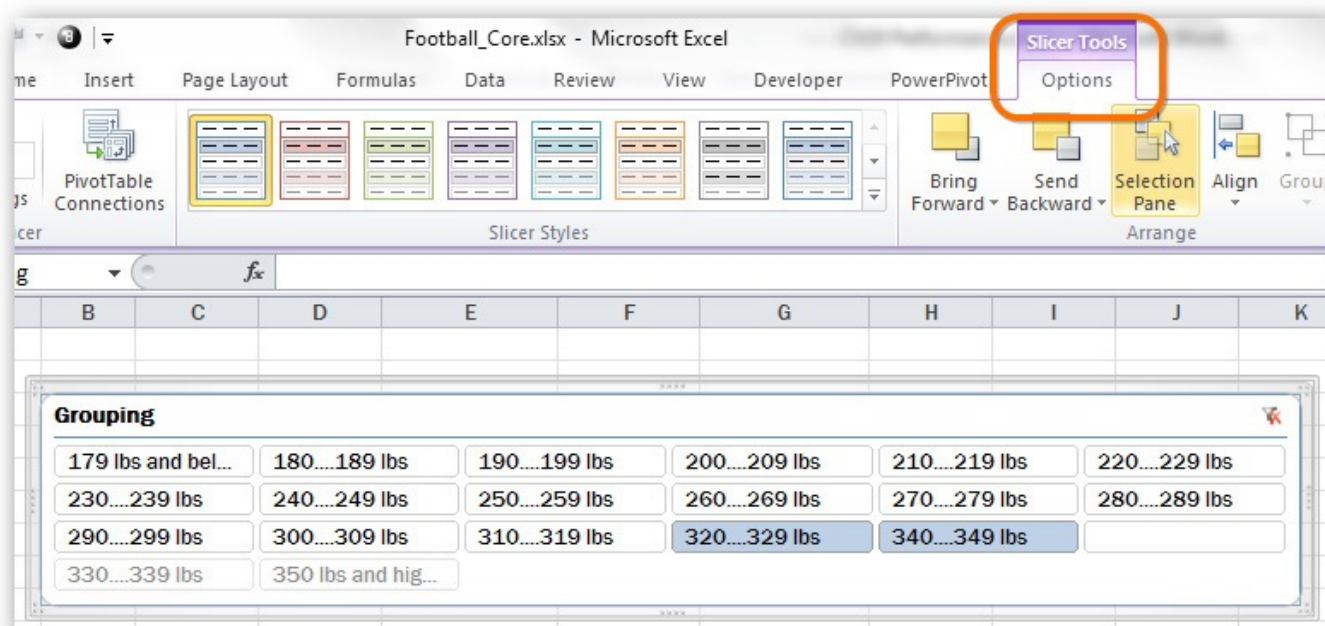 Football_Core.xlsx - Microsoft Excel
Slicer Tools
me Insert Page Layout Formulas Data Review View Developer PowerPivot Options
PivotTable
Connections
gs
icer
Slicer Styles
Bring
Forward
Send
Backward
Selection
Pane
Align
Grou
Arrange
g
fx
B C D E F G H I J K
Grouping
179 lbs and bel... 180....189 lbs 190....199 lbs 200....209 lbs 210....219 lbs 220....229 lbs
230....239 lbs 240....249 lbs 250....259 lbs 260....269 lbs 270....279 lbs 280....289 lbs
290....299 lbs 300....309 lbs 310....319 lbs 320....329 lbs 340....349 lbs
330....339 lbs 350 lbs and hig...